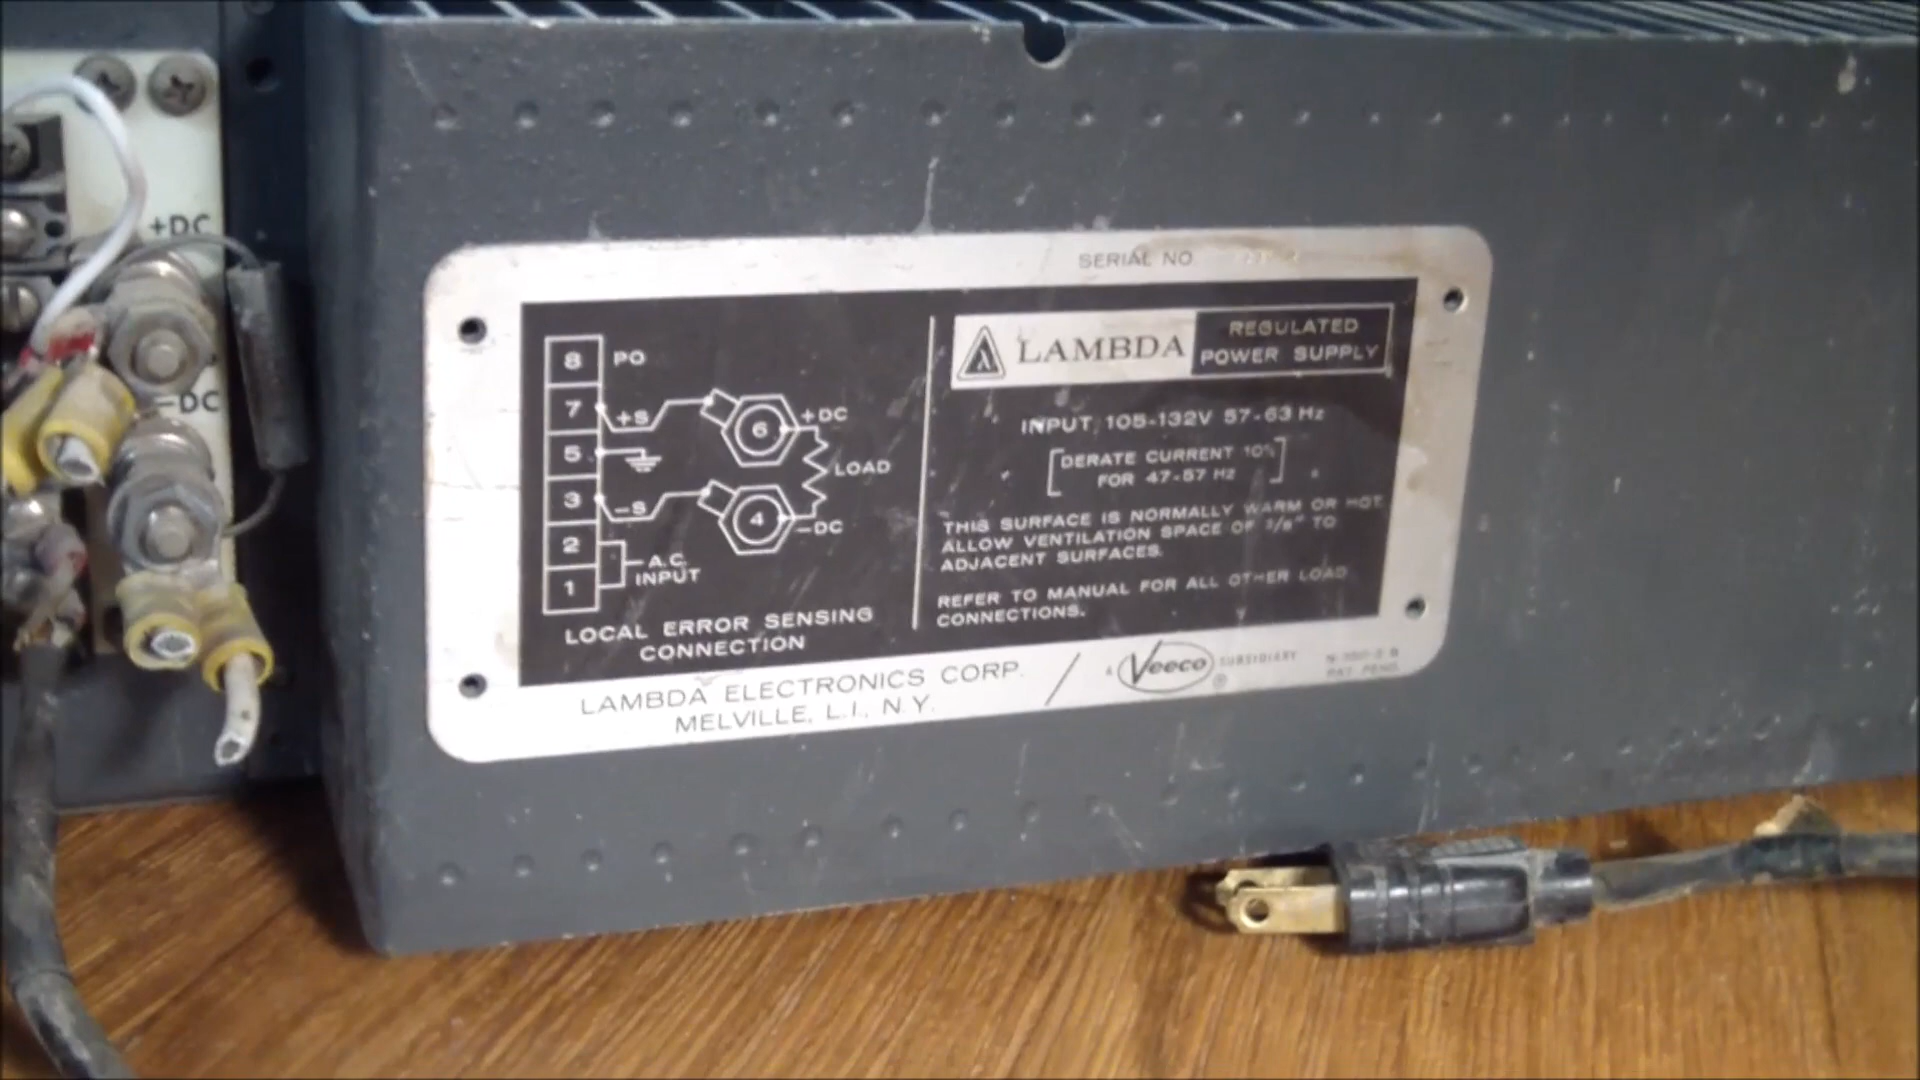 +DC
-DC
SERIAL NO
8 PO
7 +S
5
3 -S
2
1
A.C.
INPUT
6 +DC
LOAD
4 -DC
LOCAL ERROR SENSING
CONNECTION
LAMBDA
REGULATED
POWER SUPPLY
INPUT 105-132V 57-63 Hz
DERATE CURRENT 10%
FOR 47-57 Hz
THIS SURFACE IS NORMALLY WARM OR HOT
ALLOW VENTILATION SPACE OF 3/8" TO
ADJACENT SURFACES.
REFER TO MANUAL FOR ALL OTHER LOAD
CONNECTIONS.
LAMBDA ELECTRONICS CORP.
MELVILLE, L.I., N.Y.
/ A Veeco ® SUBSIDIARY
PAT. PEND.